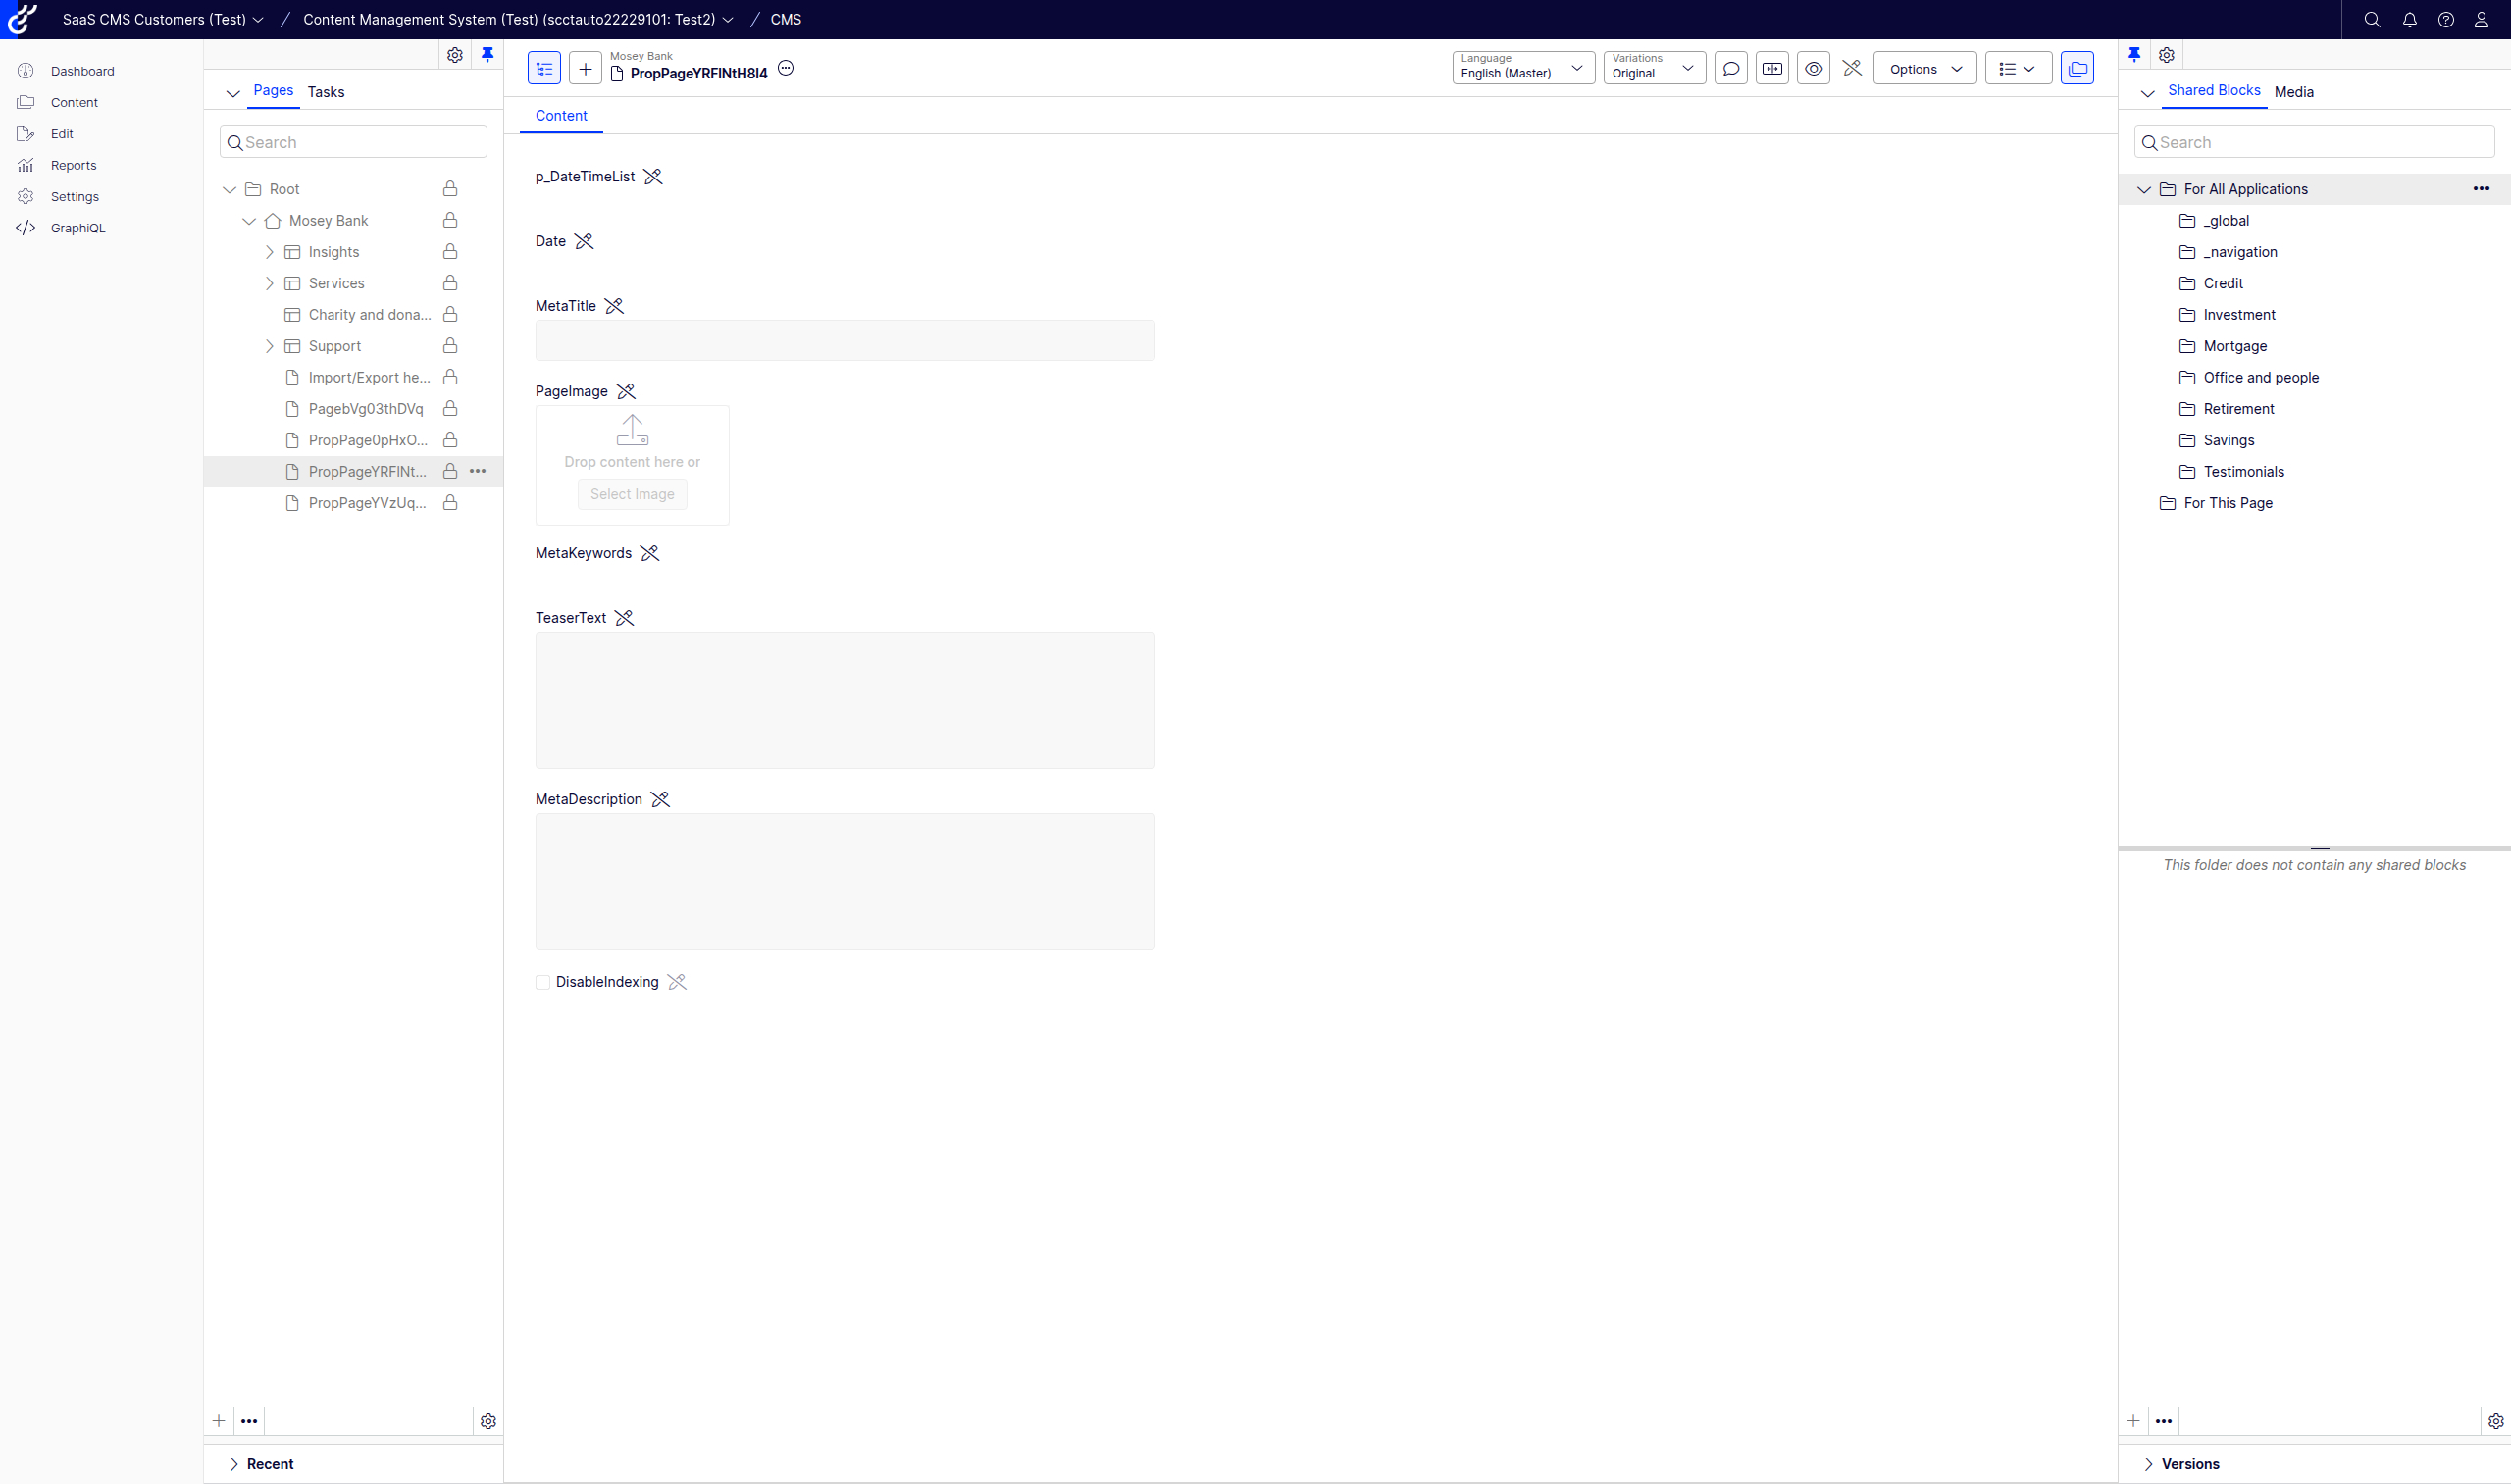 SaaS CMS Customers (Test) / Content Management System (Test) (scctauto22229101: Test2) / CMS
Dashboard
Content
Edit
Reports
Settings
GraphiQL
Pages Tasks
Search
Root
Mosey Bank
Insights
Services
Charity and dona...
Support
Import/Export he...
PagebVg03thDVq
PropPage0pHxO...
PropPageYRFINt...
PropPageYVzUq...
Recent
Mosey Bank
PropPageYRFINtH8I4
Language
English (Master)
Variations
Original
Options
Content
p_DateTimeList
Date
MetaTitle
PageImage
Drop content here or
Select Image
MetaKeywords
TeaserText
MetaDescription
DisableIndexing
Shared Blocks Media
Search
For All Applications
_global
_navigation
Credit
Investment
Mortgage
Office and people
Retirement
Savings
Testimonials
For This Page
This folder does not contain any shared blocks
Versions